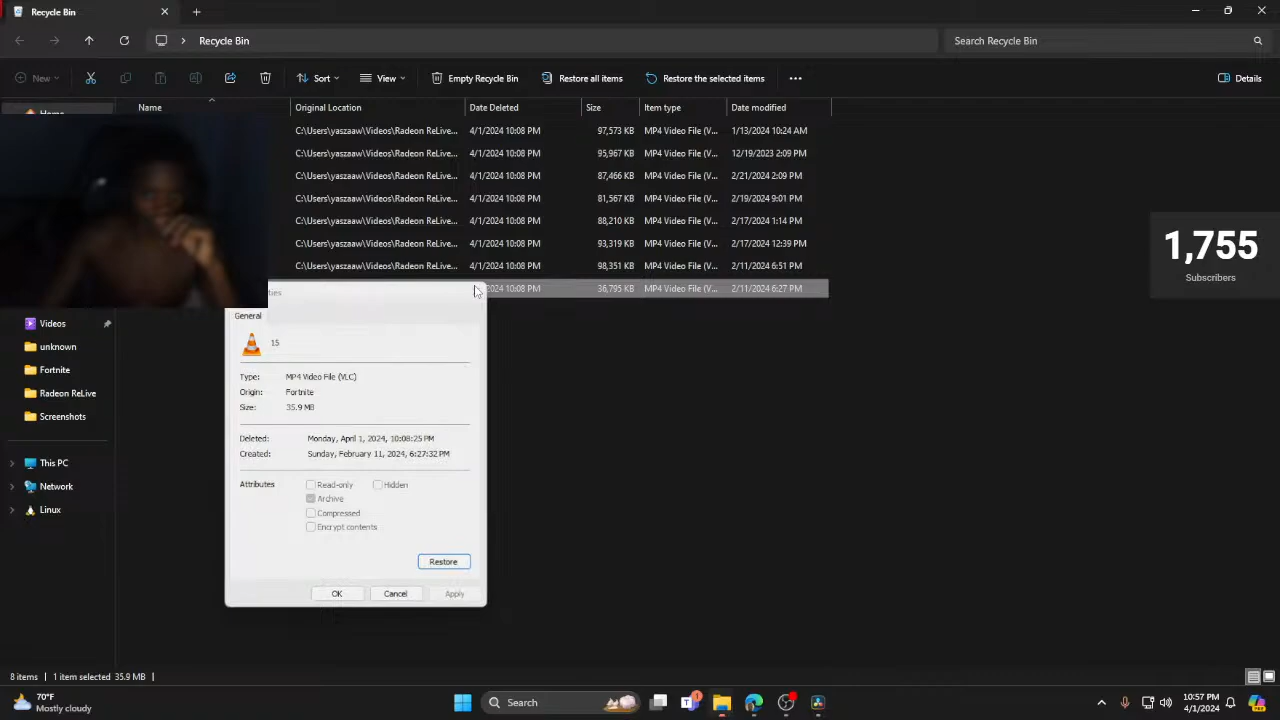 Recycle Bin
Recycle Bin
Search Recycle Bin
New
Sort
View
Empty Recycle Bin
Restore all items
Restore the selected items
Details
Home
Name
Original Location
Date Deleted
Size
Item type
Date modified
C:\Users\yaszaaw\Videos\Radeon ReLive... 4/1/2024 10:08 PM 97,573 KB MP4 Video File (V... 1/13/2024 10:24 AM
C:\Users\yaszaaw\Videos\Radeon ReLive... 4/1/2024 10:08 PM 95,967 KB MP4 Video File (V... 12/19/2023 2:09 PM
C:\Users\yaszaaw\Videos\Radeon ReLive... 4/1/2024 10:08 PM 87,466 KB MP4 Video File (V... 2/21/2024 2:09 PM
C:\Users\yaszaaw\Videos\Radeon ReLive... 4/1/2024 10:08 PM 81,567 KB MP4 Video File (V... 2/19/2024 9:01 PM
C:\Users\yaszaaw\Videos\Radeon ReLive... 4/1/2024 10:08 PM 88,210 KB MP4 Video File (V... 2/17/2024 1:14 PM
C:\Users\yaszaaw\Videos\Radeon ReLive... 4/1/2024 10:08 PM 93,319 KB MP4 Video File (V... 2/17/2024 12:39 PM
C:\Users\yaszaaw\Videos\Radeon ReLive... 4/1/2024 10:08 PM 98,351 KB MP4 Video File (V... 2/11/2024 6:51 PM
10:08 PM 36,795 KB MP4 Video File (V... 2/11/2024 6:27 PM
1,755
Subscribers
Videos
unknown
Fortnite
Radeon ReLive
Screenshots
This PC
Network
Linux
ties
General
15
Type: MP4 Video File (VLC)
Origin: Fortnite
Size: 35.9 MB
Deleted: Monday, April 1, 2024, 10:08:25 PM
Created: Sunday, February 11, 2024, 6:27:32 PM
Attributes
Read-only
Hidden
Archive
Compressed
Encrypt contents
Restore
OK
Cancel
Apply
8 items
1 item selected 35.9 MB
70°F
Mostly cloudy
Search
10:57 PM
4/3/2024